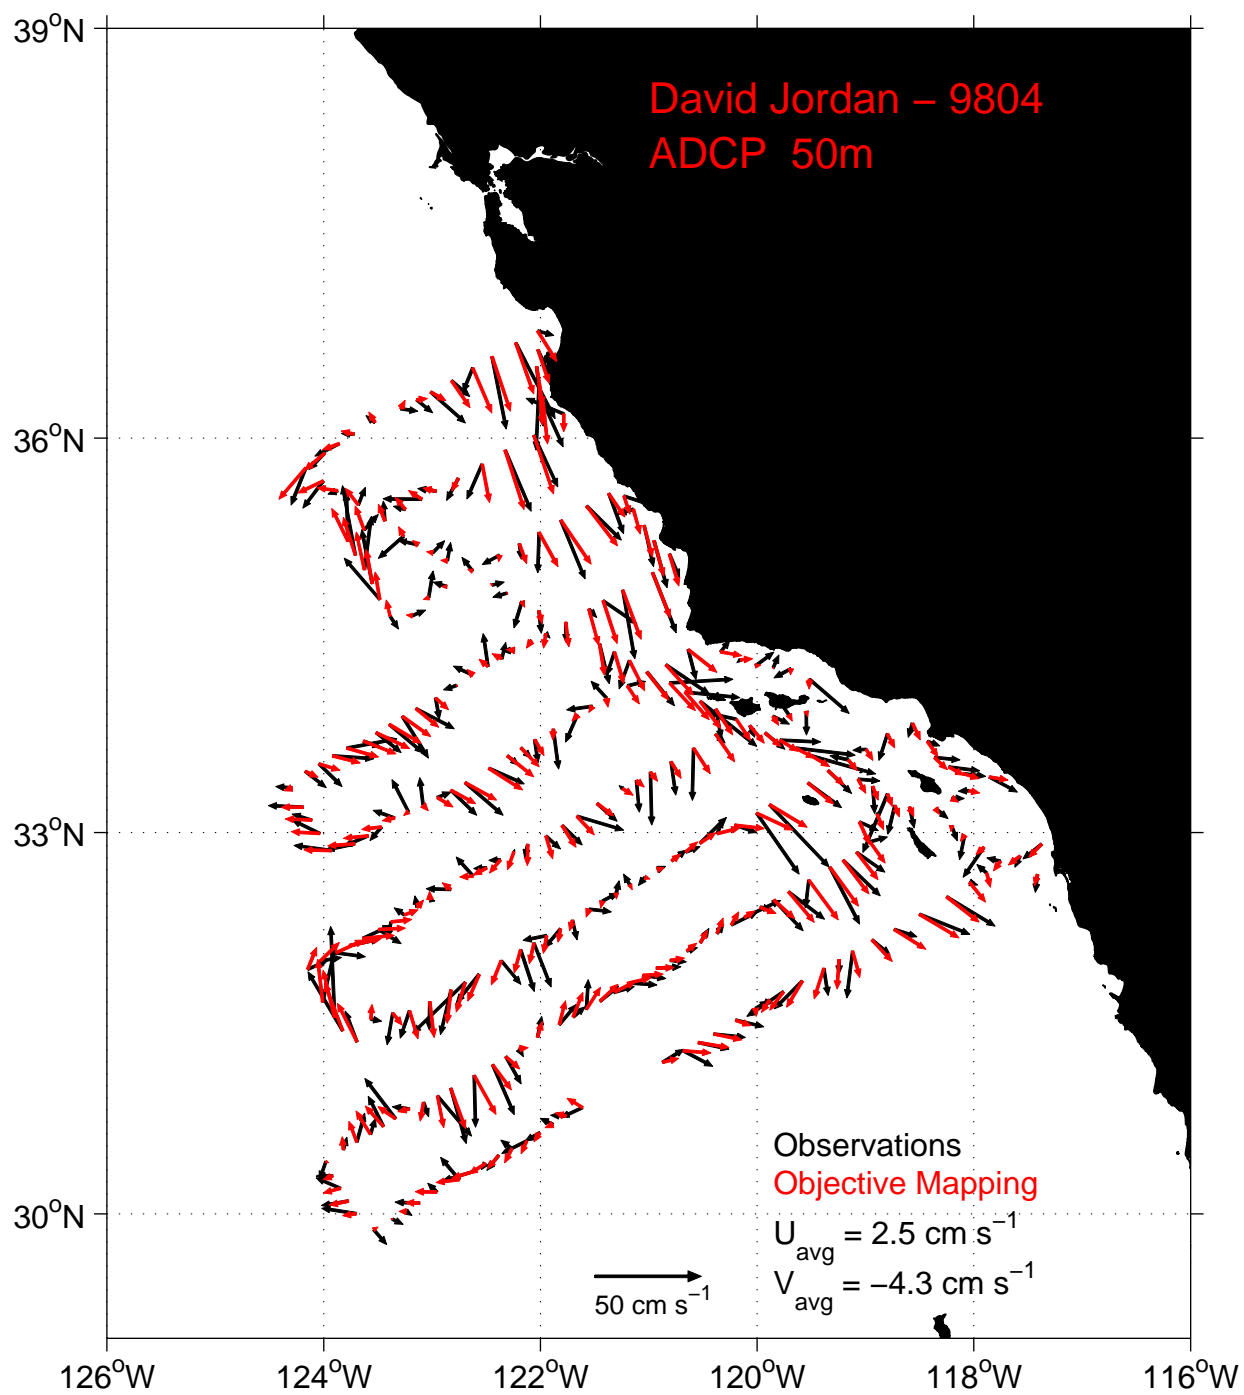 39°N
David Jordan – 9804
ADCP 50m
36°N
33°N
Observations
Objective Mapping
30°N
U_avg = 2.5 cm s⁻¹
V_avg = −4.3 cm s⁻¹
50 cm s⁻¹
126°W 124°W 122°W 120°W 118°W 116°W